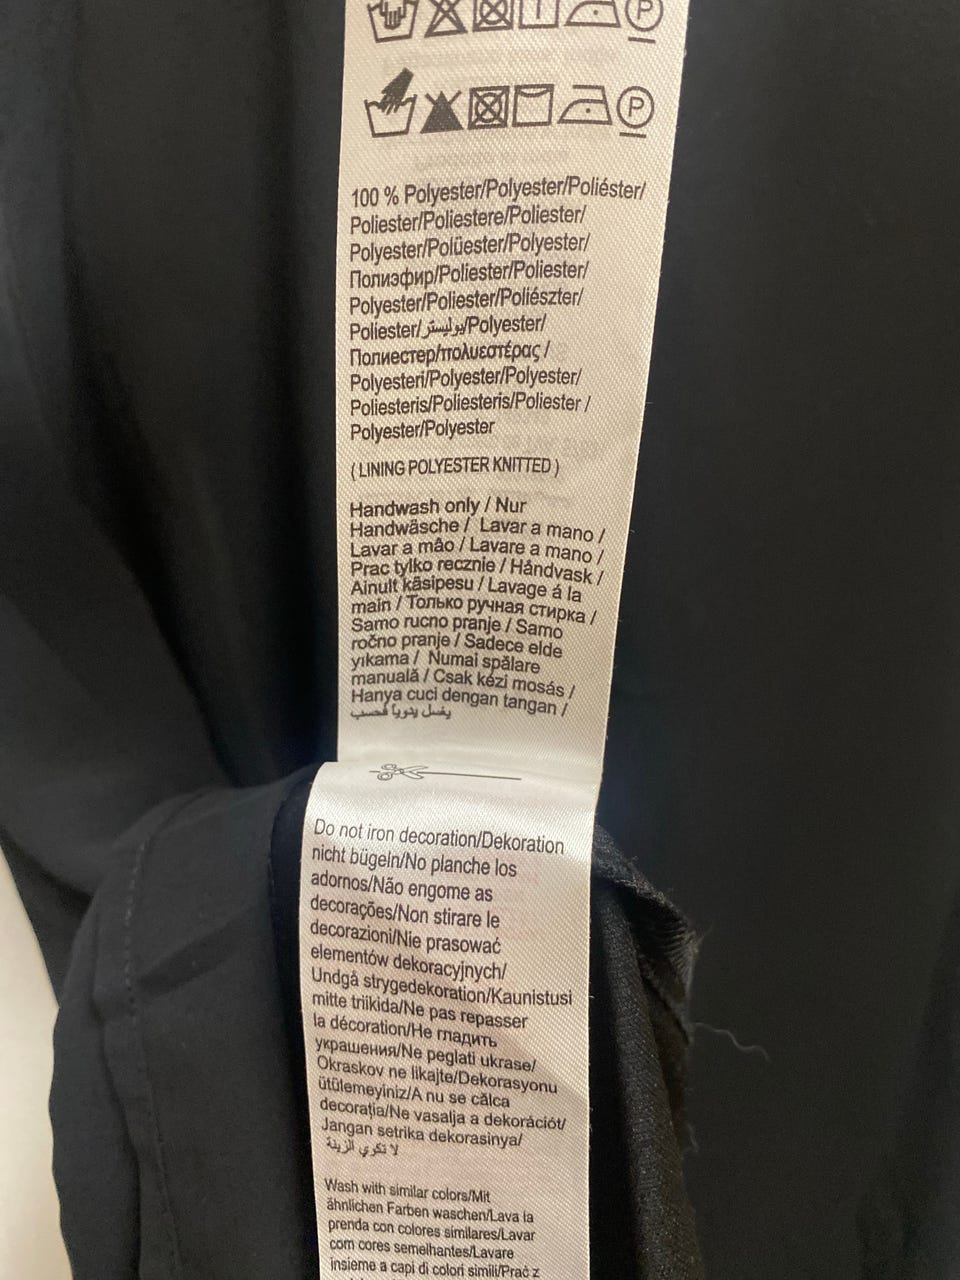 P
P
100 % Polyester/Polyester/Poliéster/
Poliester/Poliestere/Poliester/
Polyester/Polüester/Polyester/
Полиэфир/Poliester/Poliester/
Polyester/Poliester/Poliészter/
Poliester/بوليستر/Polyester/
Полиестер/πολυεστέρας /
Polyesteri/Polyester/Polyester/
Poliesteris/Poliesteris/Poliester /
Polyester/Polyester
( LINING POLYESTER KNITTED )
Handwash only / Nur
Handwäsche / Lavar a mano /
Lavar a mâo / Lavare a mano /
Prac tylko recznie / Håndvask /
Ainult käsipesu / Lavage á la
main / Только ручная стирка /
Samo rucno pranje / Samo
ročno pranje / Sadece elde
yıkama / Numai spălare
manuală / Csak kézi mosás /
Hanya cuci dengan tangan /
يغسل يدوياً فحسب
Do not iron decoration/Dekoration
nicht bügeln/No planche los
adornos/Não engome as
decorações/Non stirare le
decorazioni/Nie prasować
elementów dekoracyjnych/
Undgå strygedekoration/Kaunistusi
mitte triikida/Ne pas repasser
la décoration/Не гладить
украшения/Ne peglati ukrase/
Okraskov ne likajte/Dekorasyonu
ütülemeyiniz/A nu se călca
decorația/Ne vasalja a dekorációt/
Jangan setrika dekorasinya/
لا تكوي الزينة
Wash with similar colors/Mit
ähnlichen Farben waschen/Lava la
prenda con colores similares/Lavar
com cores semelhantes/Lavare
insieme a capi di colori simili/Prać z